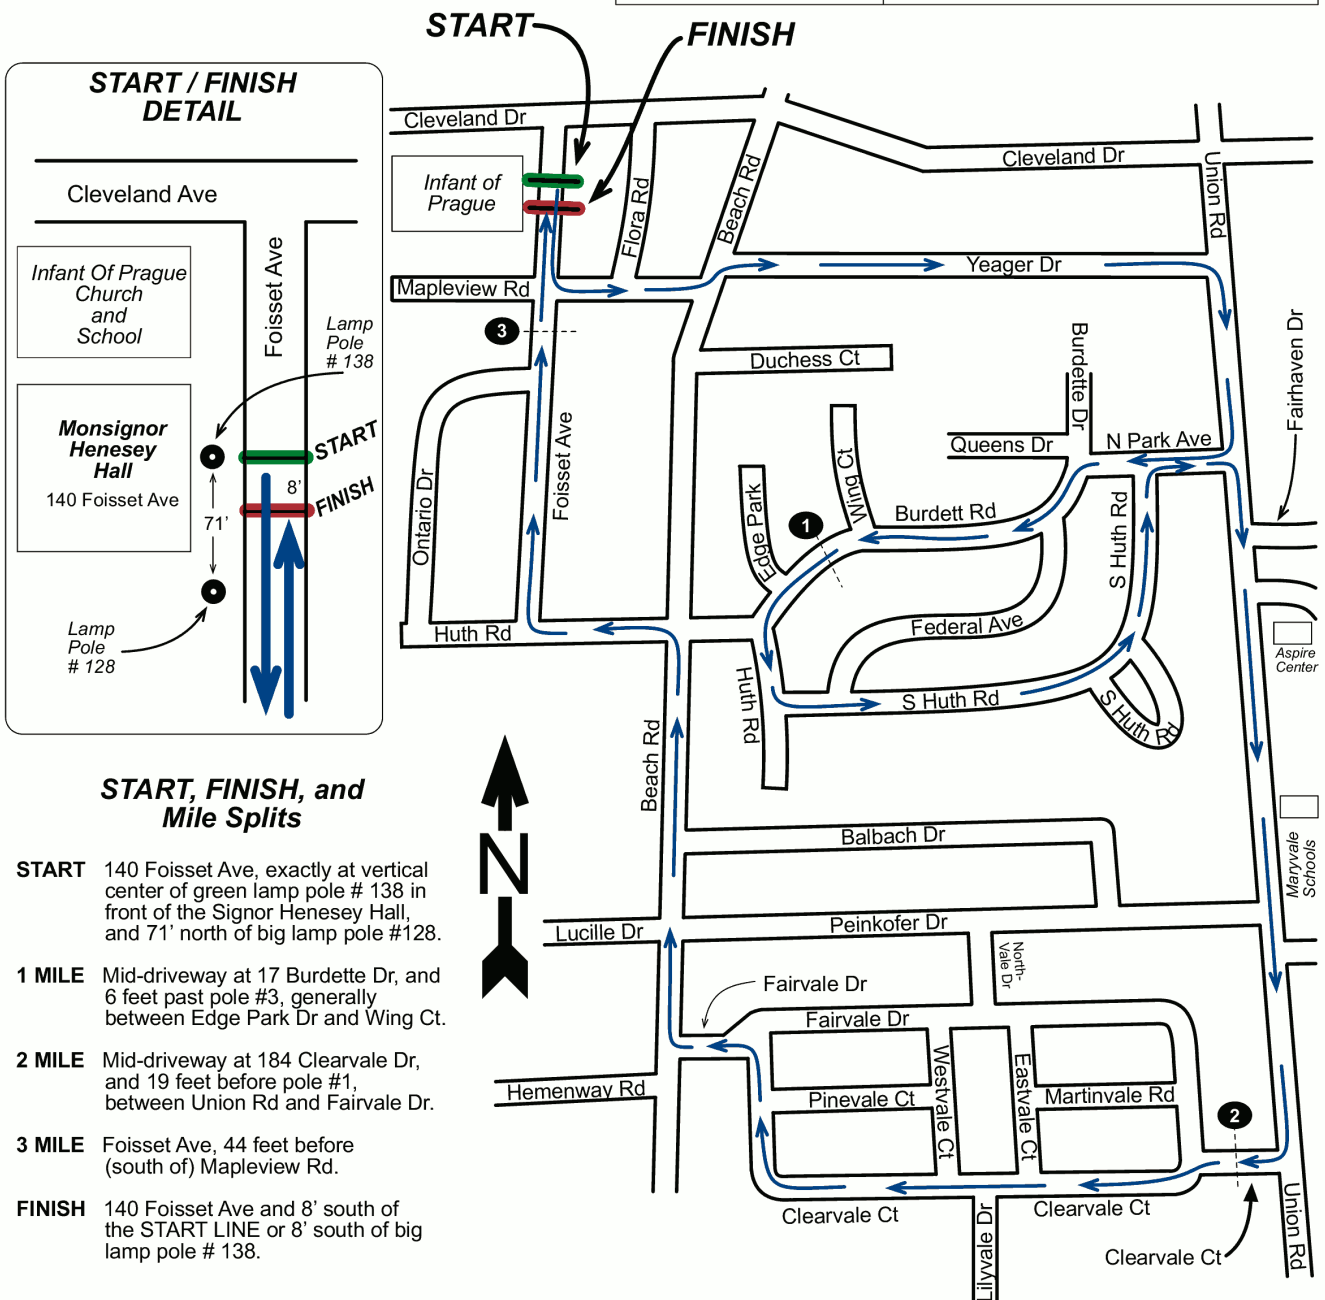 START
FINISH
START / FINISH
DETAIL
Cleveland Ave
Foisset Ave
Infant Of Prague
Church
and
School
Lamp
Pole
# 138
Monsignor
Henesey
Hall
140 Foisset Ave
START
8'
FINISH
71'
Lamp
Pole
# 128
Cleveland Dr
Cleveland Dr
Infant of
Prague
Flora Rd
Beach Rd
Union Rd
Mapleview Rd
Yeager Dr
3
Duchess Ct
Burdette Dr
Fairhaven Dr
Queens Dr
N Park Ave
Foisset Ave
Ontario Dr
Edge Park
Wing Ct
1
Burdett Rd
S Huth Rd
Federal Ave
Huth Rd
Huth Rd
S Huth Rd
S Huth Rd
Aspire
Center
Beach Rd
N
Balbach Dr
Maryvale
Schools
Lucille Dr
Peinkofer Dr
North-
Vale Dr
Fairvale Dr
Fairvale Dr
Hemenway Rd
Westvale Ct
Eastvale Ct
Pinevale Ct
Martinvale Rd
2
Clearvale Ct
Clearvale Ct
Lilyvale Dr
Clearvale Ct
Union Rd
START, FINISH, and
Mile Splits
START 140 Foisset Ave, exactly at vertical
center of green lamp pole # 138 in
front of the Signor Henesey Hall,
and 71' north of big lamp pole #128.
1 MILE Mid-driveway at 17 Burdette Dr, and
6 feet past pole #3, generally
between Edge Park Dr and Wing Ct.
2 MILE Mid-driveway at 184 Clearvale Dr,
and 19 feet before pole #1,
between Union Rd and Fairvale Dr.
3 MILE Foisset Ave, 44 feet before
(south of) Mapleview Rd.
FINISH 140 Foisset Ave and 8' south of
the START LINE or 8' south of big
lamp pole # 138.